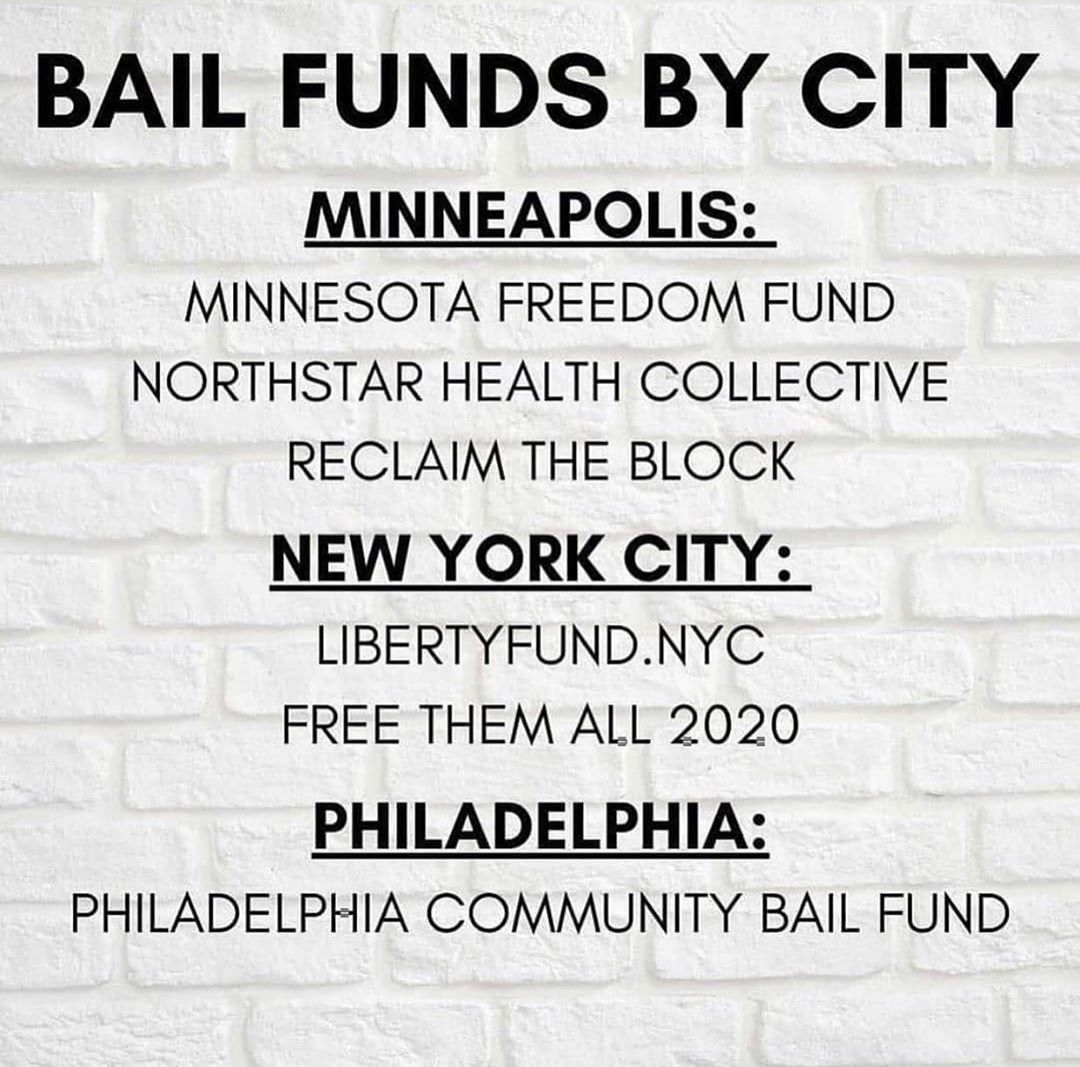 BAIL FUNDS BY CITY
MINNEAPOLIS:
MINNESOTA FREEDOM FUND
NORTHSTAR HEALTH COLLECTIVE
RECLAIM THE BLOCK
NEW YORK CITY:
LIBERTYFUND.NYC
FREE THEM ALL 2020
PHILADELPHIA:
PHILADELPHIA COMMUNITY BAIL FUND